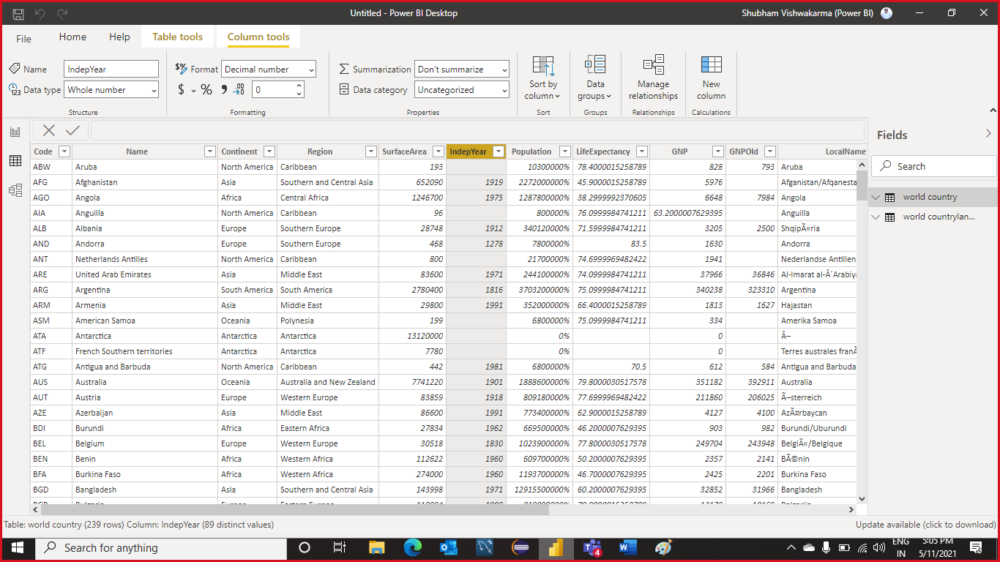 Untitled - Power BI Desktop
Shubham Vishwakarma (Power BI)
File Home Help Table tools Column tools
Name IndepYear $% Format Decimal number Summarization Don't summarize
Data type Whole number $ % 0 Data category Uncategorized
Sort by column
Data groups
Manage relationships
New column
Structure Formatting Properties Sort Groups Relationships Calculations
Fields
Search
world country
world countrylan...
Code Name Continent Region SurfaceArea IndepYear Population LifeExpectancy GNP GNPOld LocalName
ABW Aruba North America Caribbean 193 10300000% 78.4000015258789 828 793 Aruba
AFG Afghanistan Asia Southern and Central Asia 652090 1919 2272000000% 45.9000015258789 5976 Afganistan/Afqanesta
AGO Angola Africa Central Africa 1246700 1975 1287800000% 38.2999992370605 6648 7984 Angola
AIA Anguilla North America Caribbean 96 800000% 76.0999984741211 63.2000007629395 Anguilla
ALB Albania Europe Southern Europe 28748 1912 340120000% 71.5999984741211 3205 2500 ShqipÃ«ria
AND Andorra Europe Southern Europe 468 1278 7800000% 83.5 1630 Andorra
ANT Netherlands Antilles North America Caribbean 800 21700000% 74.6999969482422 1941 Nederlandse Antillen
ARE United Arab Emirates Asia Middle East 83600 1971 244100000% 74.0999984741211 37966 36846 Al-Imarat al-Â´Arabiya
ARG Argentina South America South America 2780400 1816 3703200000% 75.0999984741211 340238 323310 Argentina
ARM Armenia Asia Middle East 29800 1991 352000000% 66.4000015258789 1813 1627 Hajastan
ASM American Samoa Oceania Polynesia 199 6800000% 75.0999984741211 334 Amerika Samoa
ATA Antarctica Antarctica Antarctica 13120000 0% 0 Â–
ATF French Southern territories Antarctica Antarctica 7780 0% 0 Terres australes franÃ
ATG Antigua and Barbuda North America Caribbean 442 1981 6800000% 70.5 612 584 Antigua and Barbuda
AUS Australia Oceania Australia and New Zealand 7741220 1901 1888600000% 79.8000030517578 351182 392911 Australia
AUT Austria Europe Western Europe 83859 1918 809180000% 77.6999969482422 211860 206025 Ã–sterreich
AZE Azerbaijan Asia Middle East 86600 1991 773400000% 62.9000015258789 4127 4100 AzÃ¤rbaycan
BDI Burundi Africa Eastern Africa 27834 1962 669500000% 46.2000007629395 903 982 Burundi/Uburundi
BEL Belgium Europe Western Europe 30518 1830 1023900000% 77.8000030517578 249704 243948 BelgiÃ«/Belgique
BEN Benin Africa Western Africa 112622 1960 609700000% 50.2000007629395 2357 2141 BÃ©nin
BFA Burkina Faso Africa Western Africa 274000 1960 1193700000% 46.7000007629395 2425 2201 Burkina Faso
BGD Bangladesh Asia Southern and Central Asia 143998 1971 12915500000% 60.2000007629395 32852 31966 Bangladesh
Table: world country (239 rows) Column: IndepYear (89 distinct values)
Update available (click to download)
Search for anything
4
ENG
IN
5:05 PM
5/11/2021